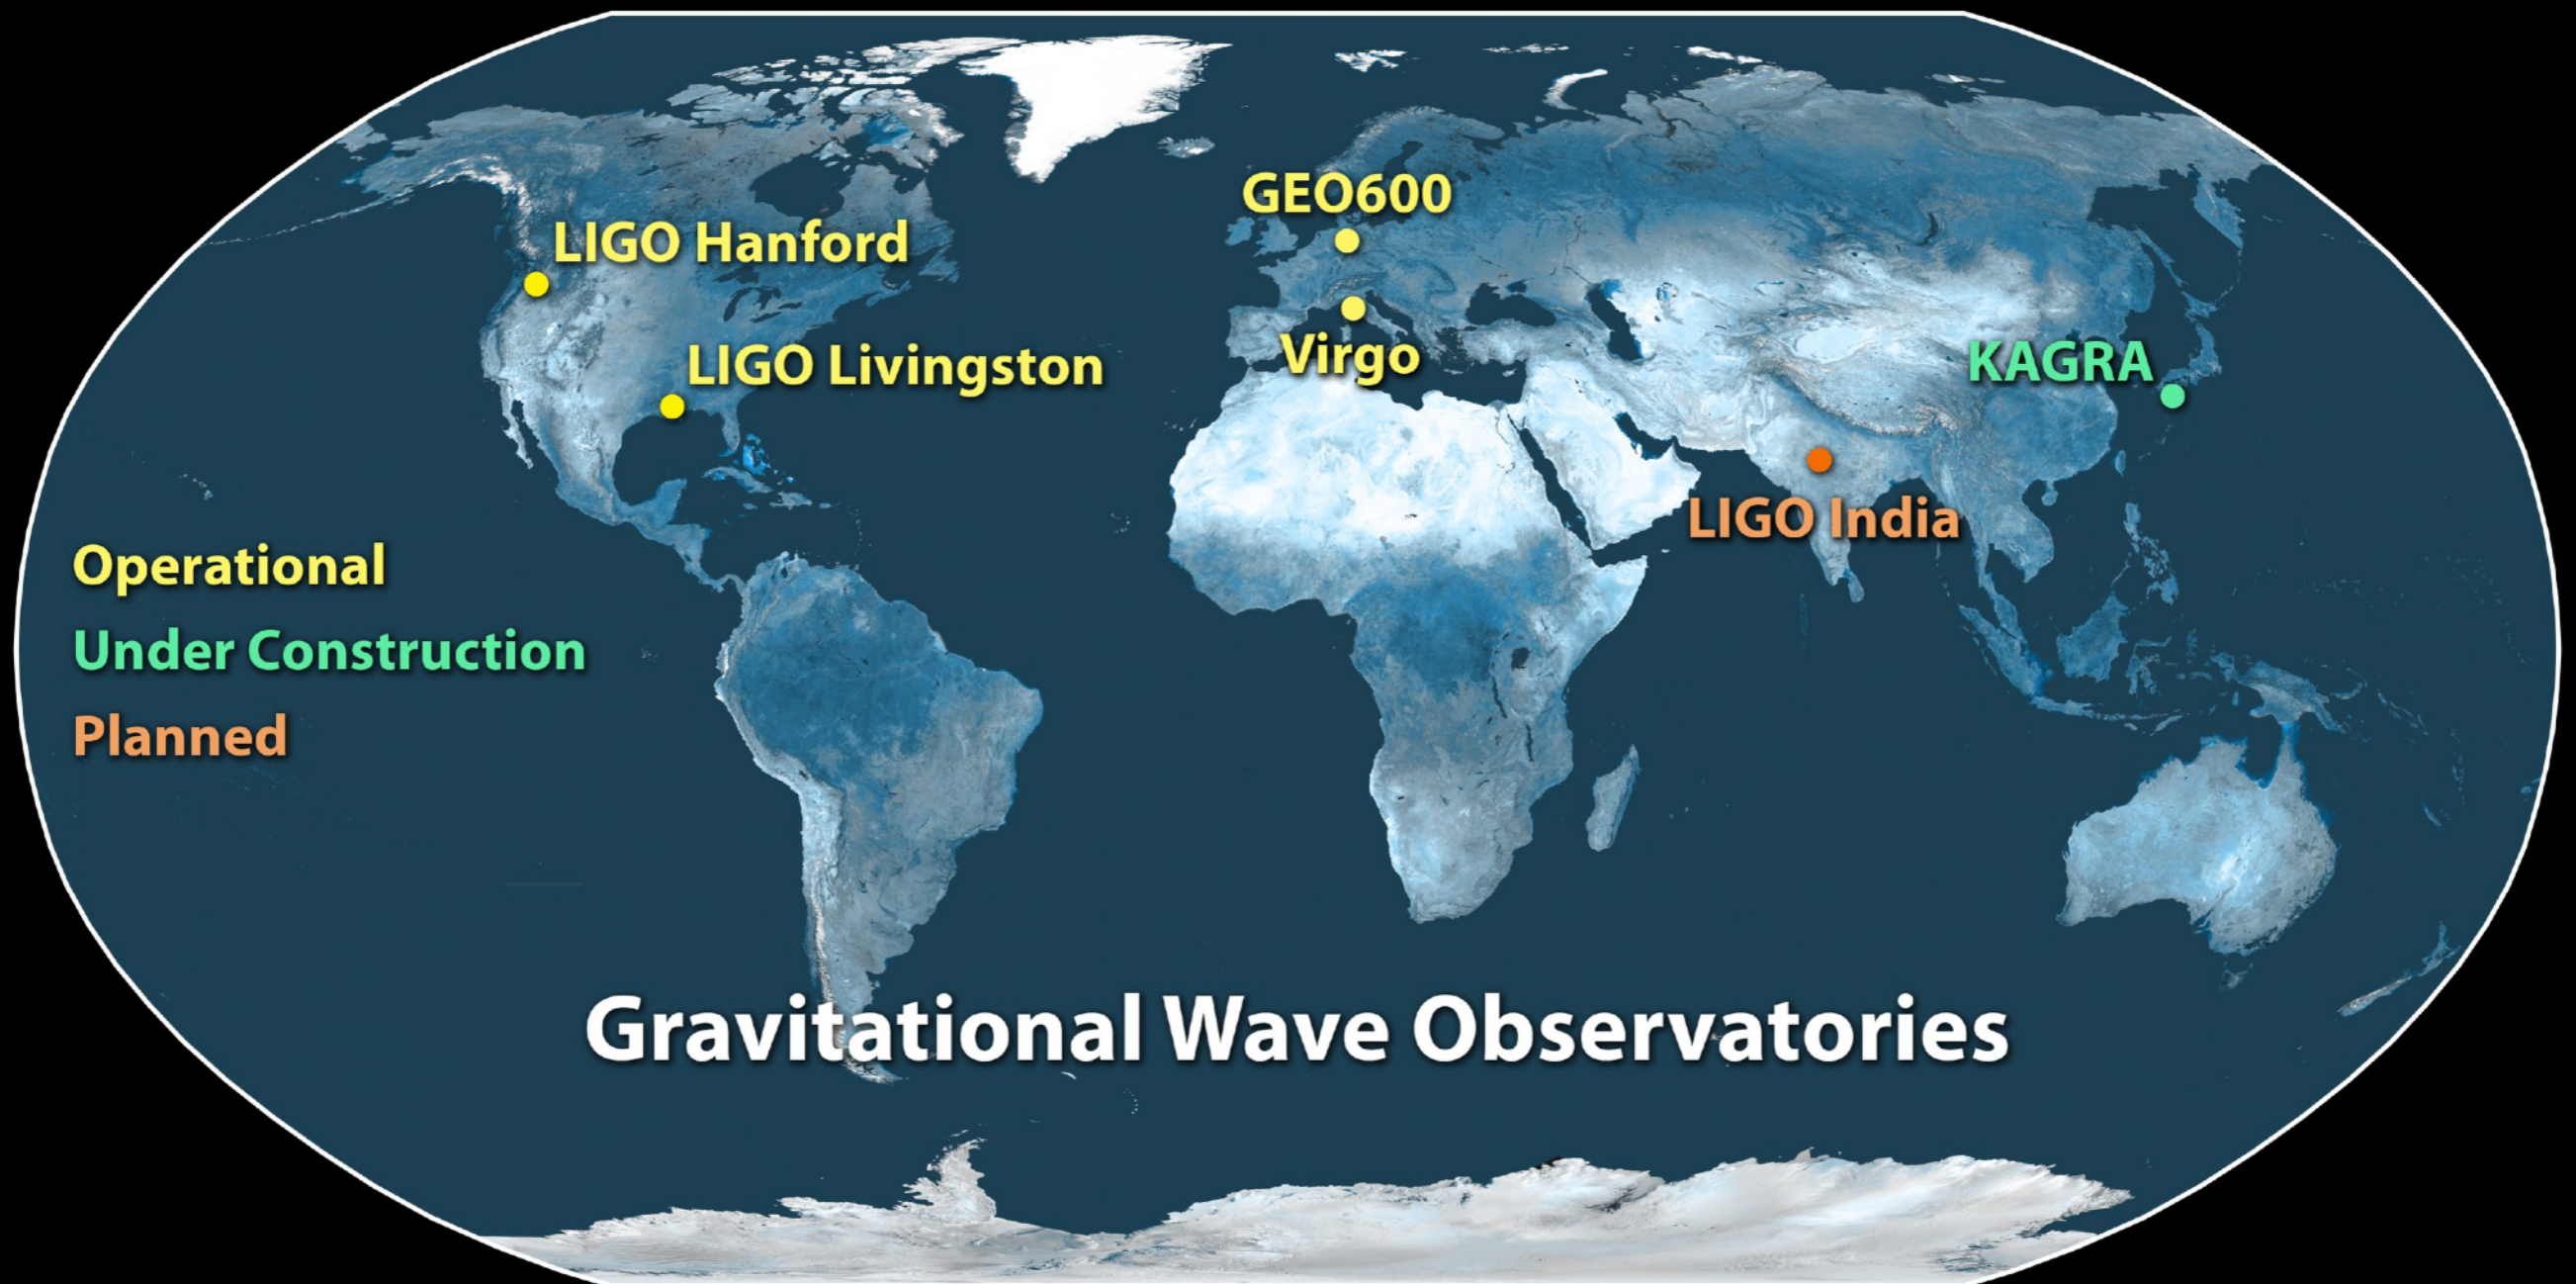 GEO600
LIGO Hanford
LIGO Livingston
Virgo
KAGRA
LIGO India
Operational
Under Construction
Planned
Gravitational Wave Observatories